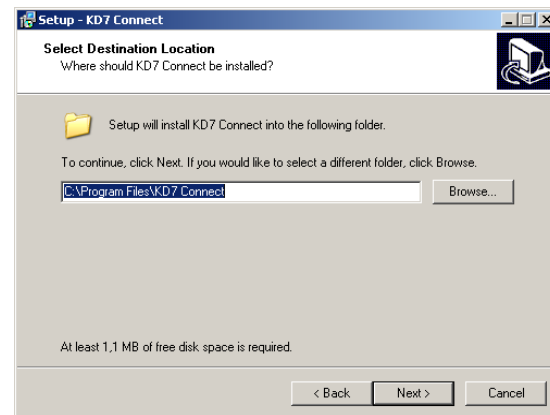 Setup - KD7 Connect
Select Destination Location
Where should KD7 Connect be installed?
Setup will install KD7 Connect into the following folder.
To continue, click Next. If you would like to select a different folder, click Browse.
C:\Program Files\KD7 Connect
Browse...
At least 1,1 MB of free disk space is required.
< Back
Next >
Cancel